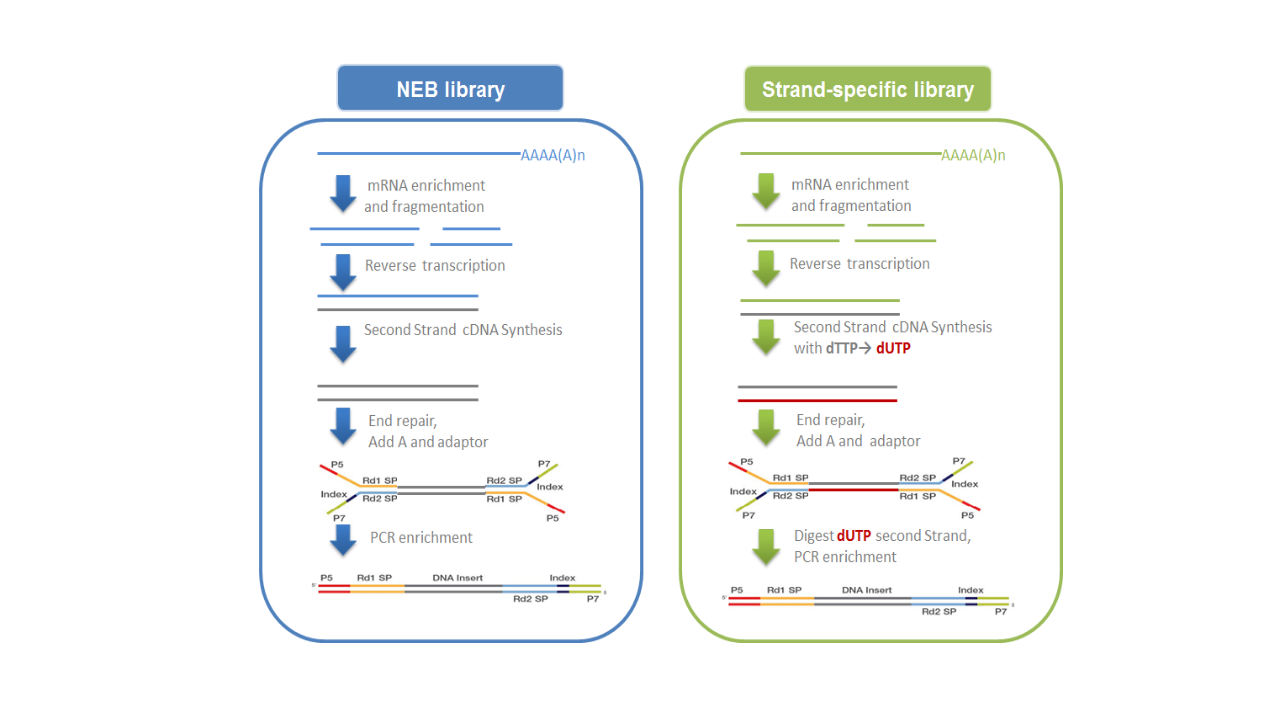 NEB library
AAAA(A)n
mRNA enrichment
and fragmentation
Reverse transcription
Second Strand cDNA Synthesis
End repair,
Add A and adaptor
P5
P7
Rd1 SP
Rd2 SP
Index
Index
Rd2 SP
Rd1 SP
P7
P5
PCR enrichment
P5
Rd1 SP
DNA Insert
Index
5'
3'
Rd2 SP
P7
Strand-specific library
AAAA(A)n
mRNA enrichment
and fragmentation
Reverse transcription
Second Strand cDNA Synthesis
with dTTP→ dUTP
End repair,
Add A and adaptor
P5
P7
Rd1 SP
Rd2 SP
Index
Index
Rd2 SP
Rd1 SP
P7
P5
Digest dUTP second Strand,
PCR enrichment
P5
Rd1 SP
DNA Insert
Index
5'
3'
Rd2 SP
P7